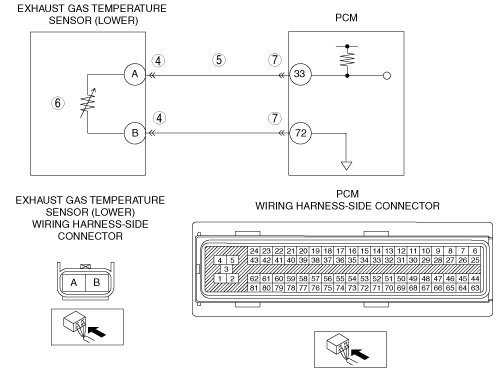 EXHAUST GAS TEMPERATURE
SENSOR (LOWER)
PCM
④ ⑤ ⑦
A 33
⑥
④ ⑦
B 72
EXHAUST GAS TEMPERATURE
SENSOR (LOWER)
WIRING HARNESS-SIDE
CONNECTOR
A B
PCM
WIRING HARNESS-SIDE CONNECTOR
24 23 22 21 20 19 18 17 16 15 14 13 12 11 10 9 8 7 6
4 5 43 42 41 40 39 38 37 36 35 34 33 32 31 30 29 28 27 26 25
3
1 2 62 61 60 59 58 57 56 55 54 53 52 51 50 49 48 47 46 45 44
81 80 79 78 77 76 75 74 73 72 71 70 69 68 67 66 65 64 63